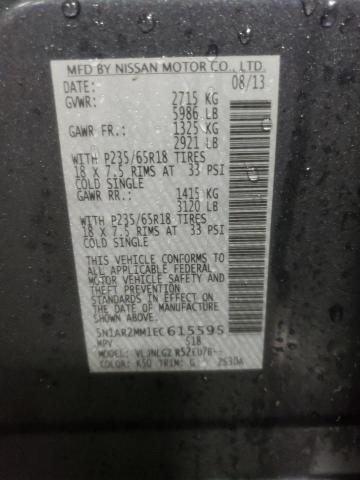 MFD BY NISSAN MOTOR CO., LTD.
DATE: 08/13
GVWR: 2715 KG
5986 LB
GAWR FR.: 1325 KG
2921 LB
WITH P235/65R18 TIRES
18 X 7.5 RIMS AT 33 PSI
COLD SINGLE
GAWR RR.: 1415 KG
3120 LB
WITH P235/65R18 TIRES
18 X 7.5 RIMS AT 33 PSI
COLD SINGLE
THIS VEHICLE CONFORMS TO
ALL APPLICABLE FEDERAL
MOTOR VEHICLE SAFETY
STANDARDS IN EFFECT ON
THE DATE OF MANUFACTURE
SHOWN ABOVE
5N1AR2MM1EC615595
MPV S18
COLOR: K50 TRIM: G